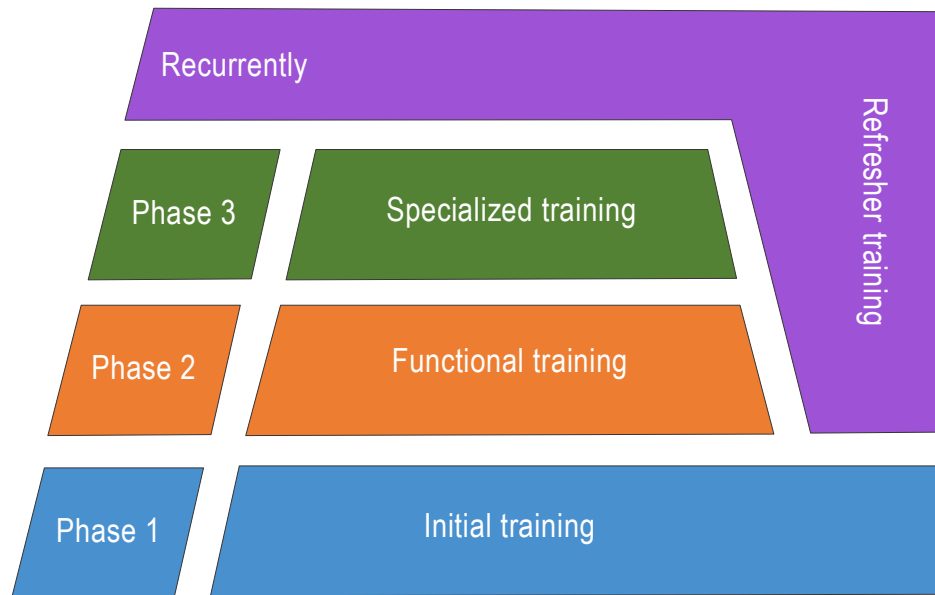 Recurrently
Refresher training
Phase 3
Specialized training
Phase 2
Functional training
Phase 1
Initial training